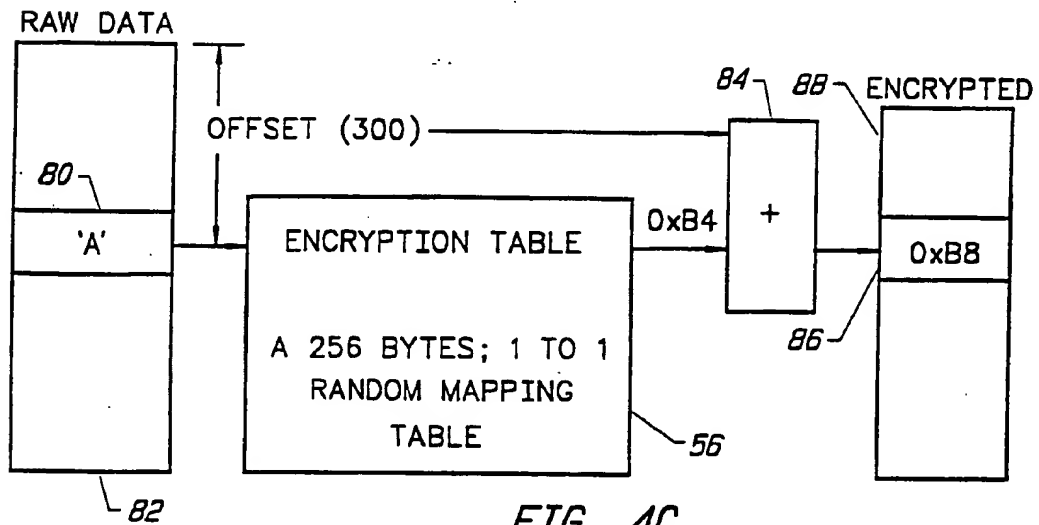 RAW DATA
84
88
ENCRYPTED
OFFSET (300)
80
'A'
ENCRYPTION TABLE
0xB4
+
0xB8
A 256 BYTES; 1 TO 1
RANDOM MAPPING
TABLE
86
56
82
FIG. 4C